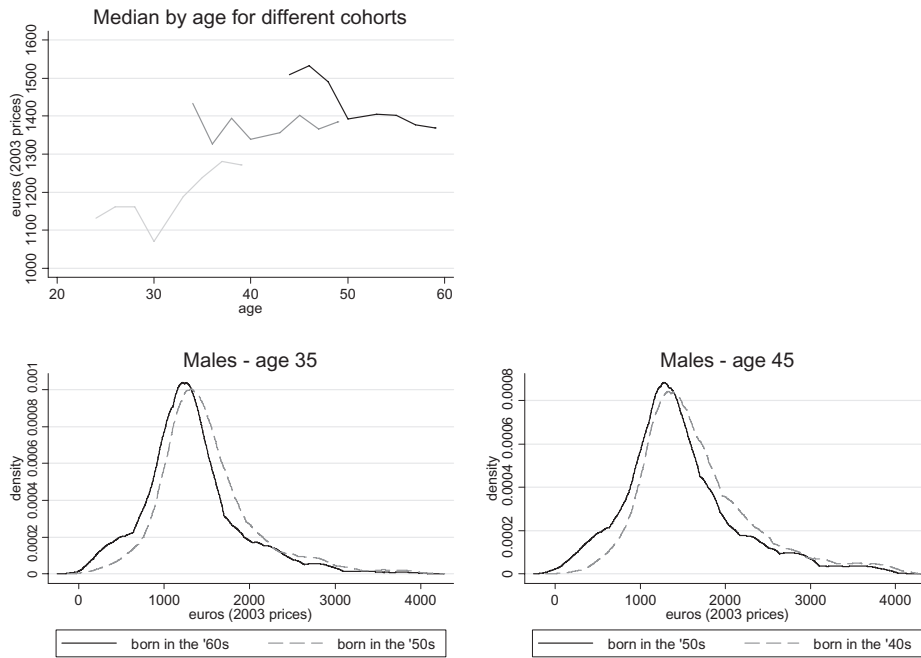 Median by age for different cohorts
euros (2003 prices)
1600
1500
1400
1300
1200
1100
1000
20 30 40 50 60
age
Males - age 35
density
0.001
0.0008
0.0006
0.0004
0.0002
0
0 1000 2000 3000 4000
euros (2003 prices)
born in the '60s born in the '50s
Males - age 45
density
0.0008
0.0006
0.0004
0.0002
0
0 1000 2000 3000 4000
euros (2003 prices)
born in the '50s born in the '40s